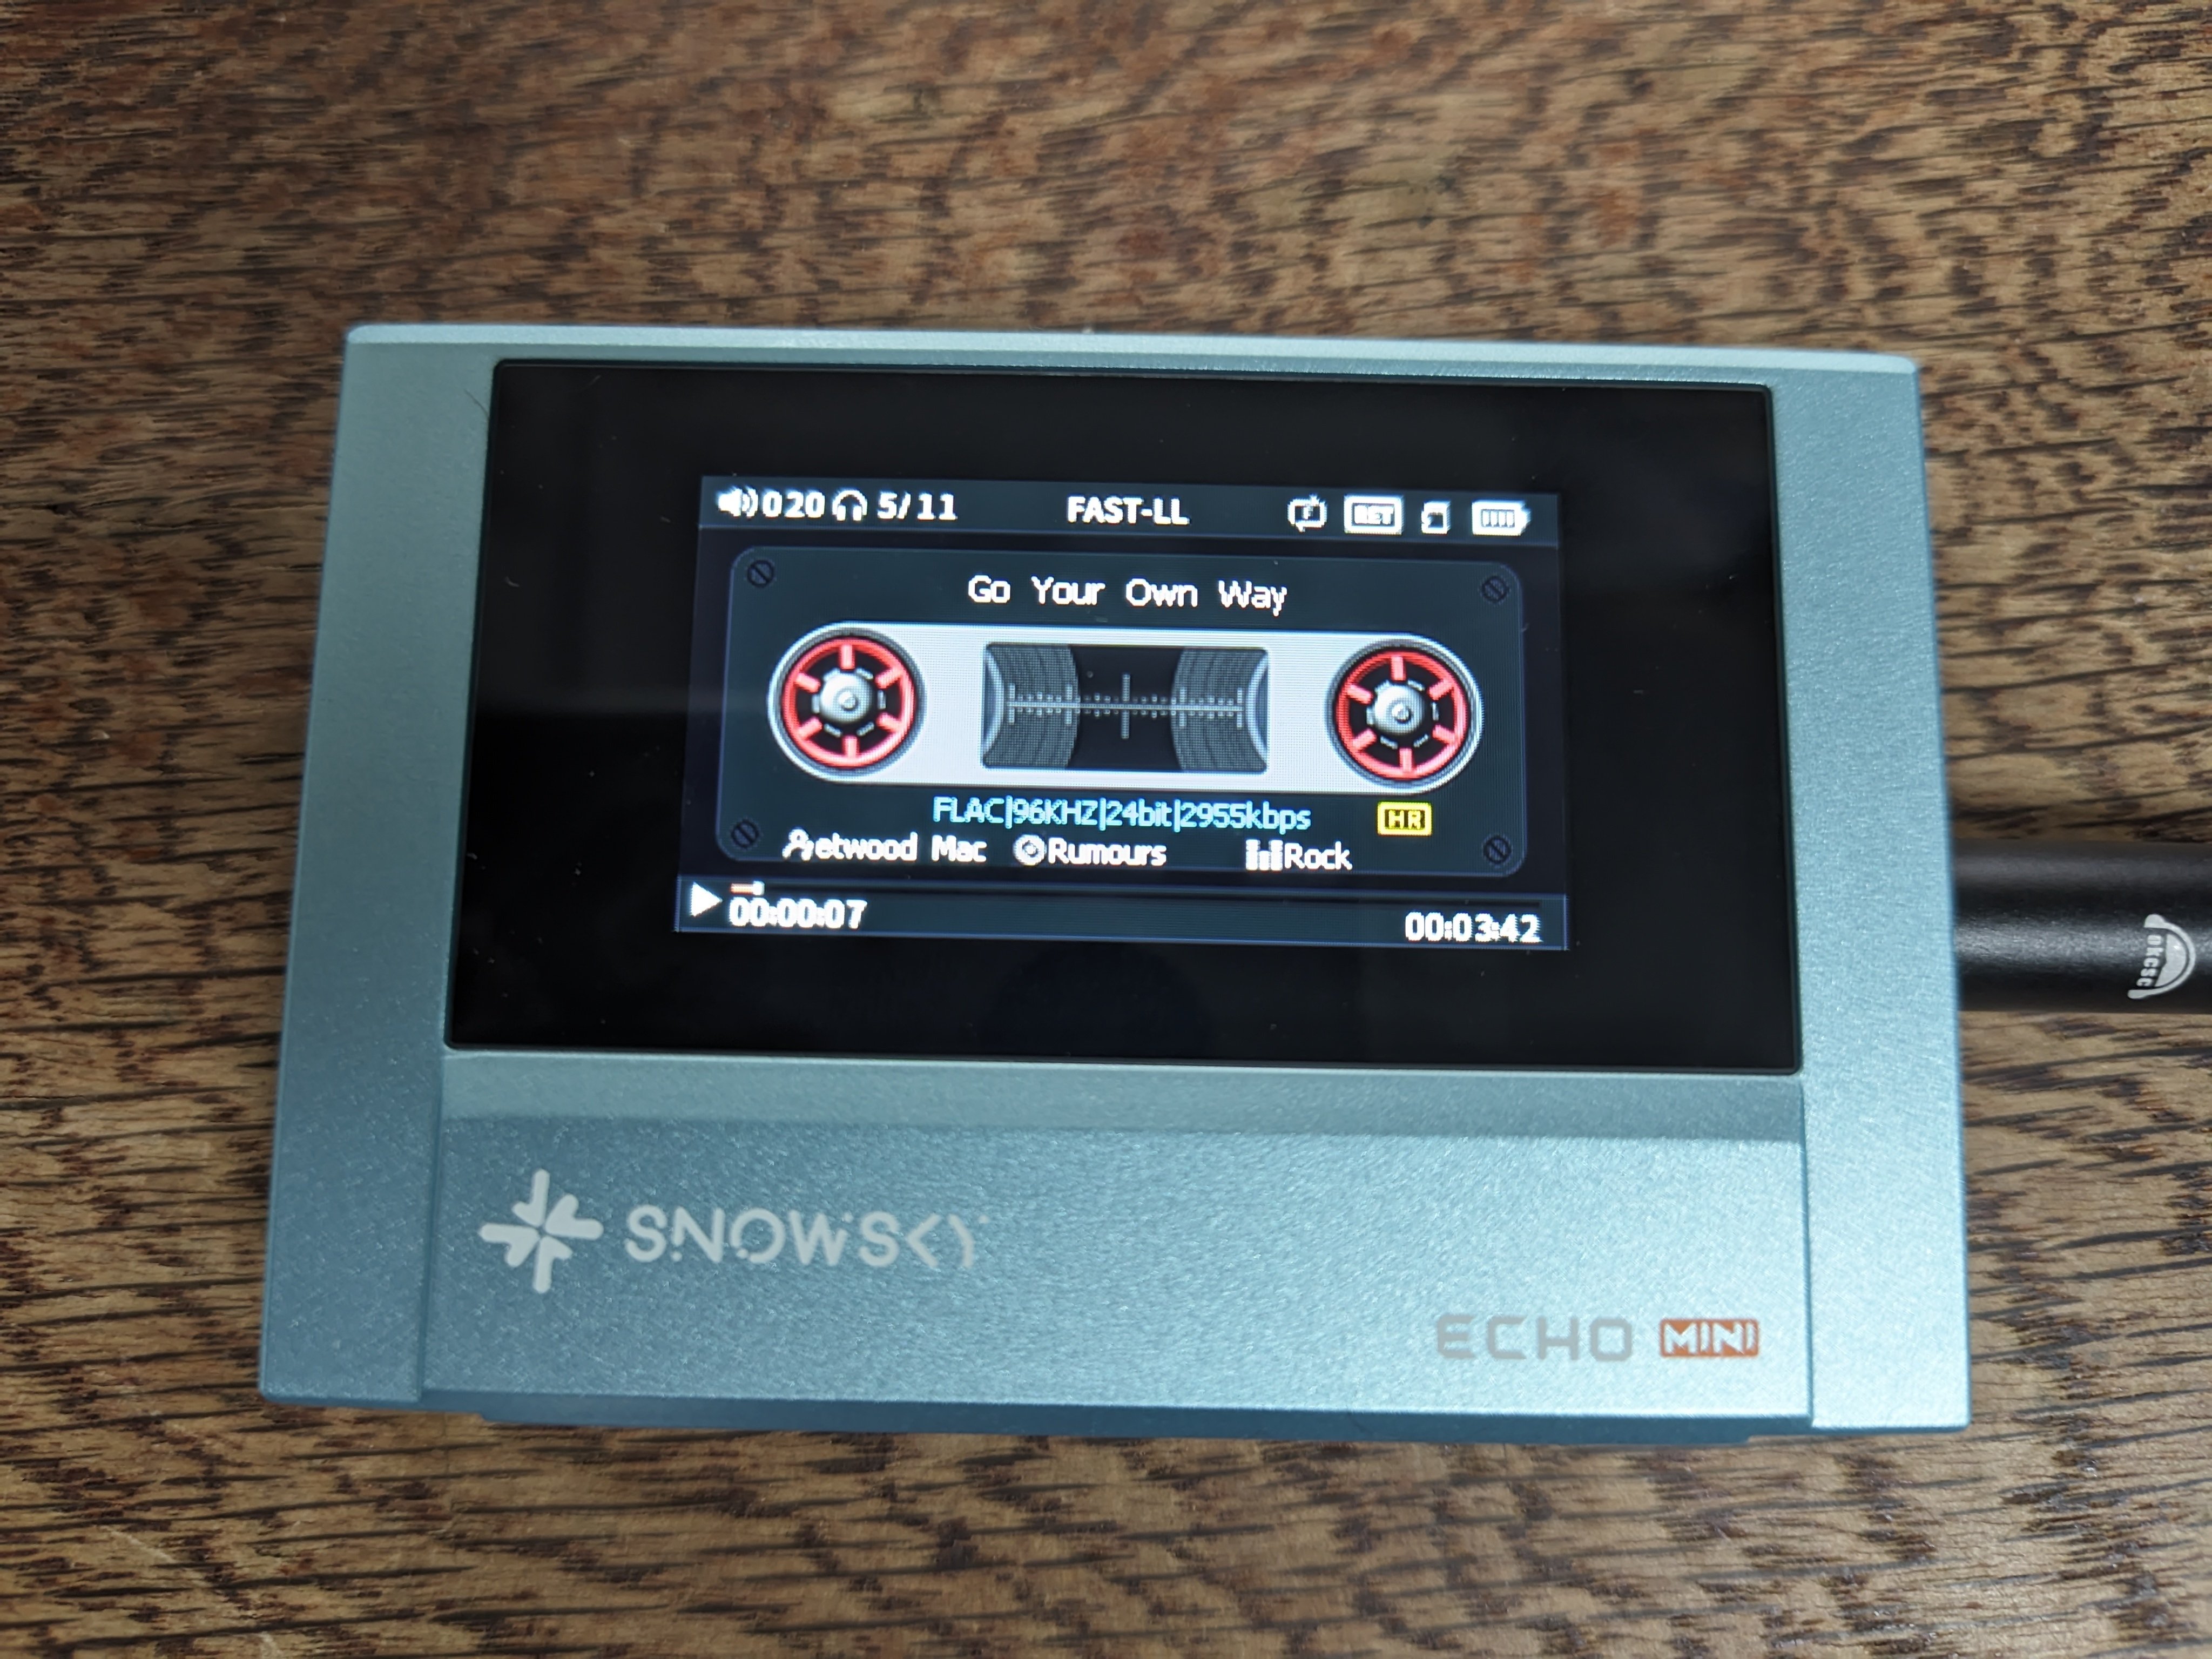 020 5/11 FAST-LL RET
Go Your Own Way
FLAC|96KHZ|24bit|2955kbps HR
etwood Mac Rumours Rock
00:00:07 00:03:42
SNOWSKY
ECHO MINI